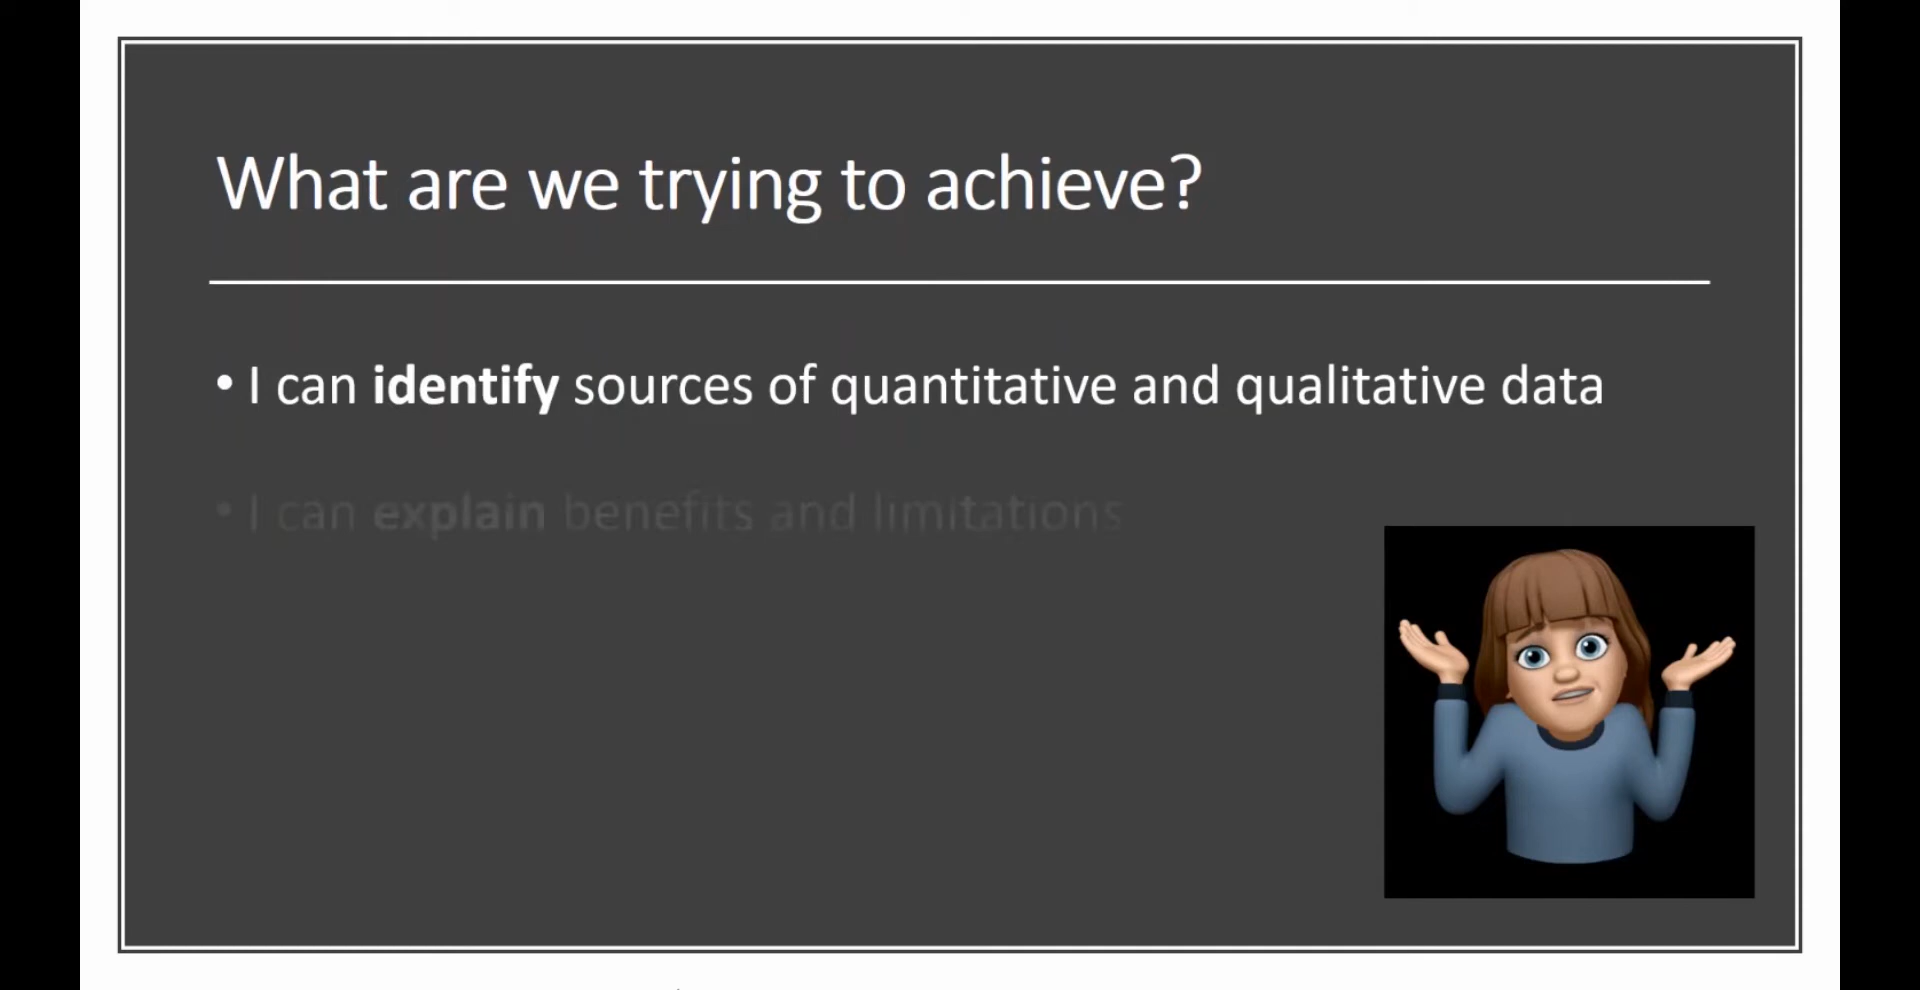 What are we trying to achieve?
• I can identify sources of quantitative and qualitative data
• I can explain benefits and limitations